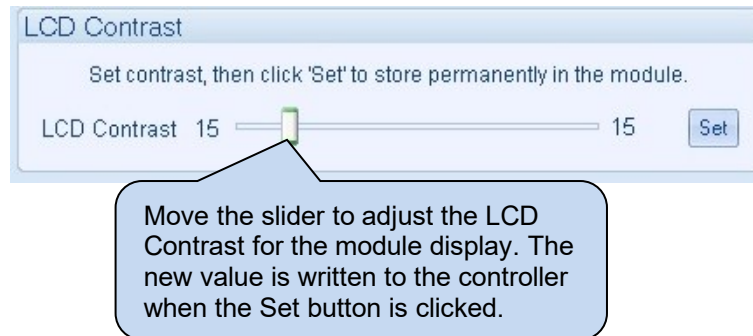 LCD Contrast
Set contrast, then click 'Set' to store permanently in the module.
LCD Contrast 15 15 Set
Move the slider to adjust the LCD
Contrast for the module display. The
new value is written to the controller
when the Set button is clicked.